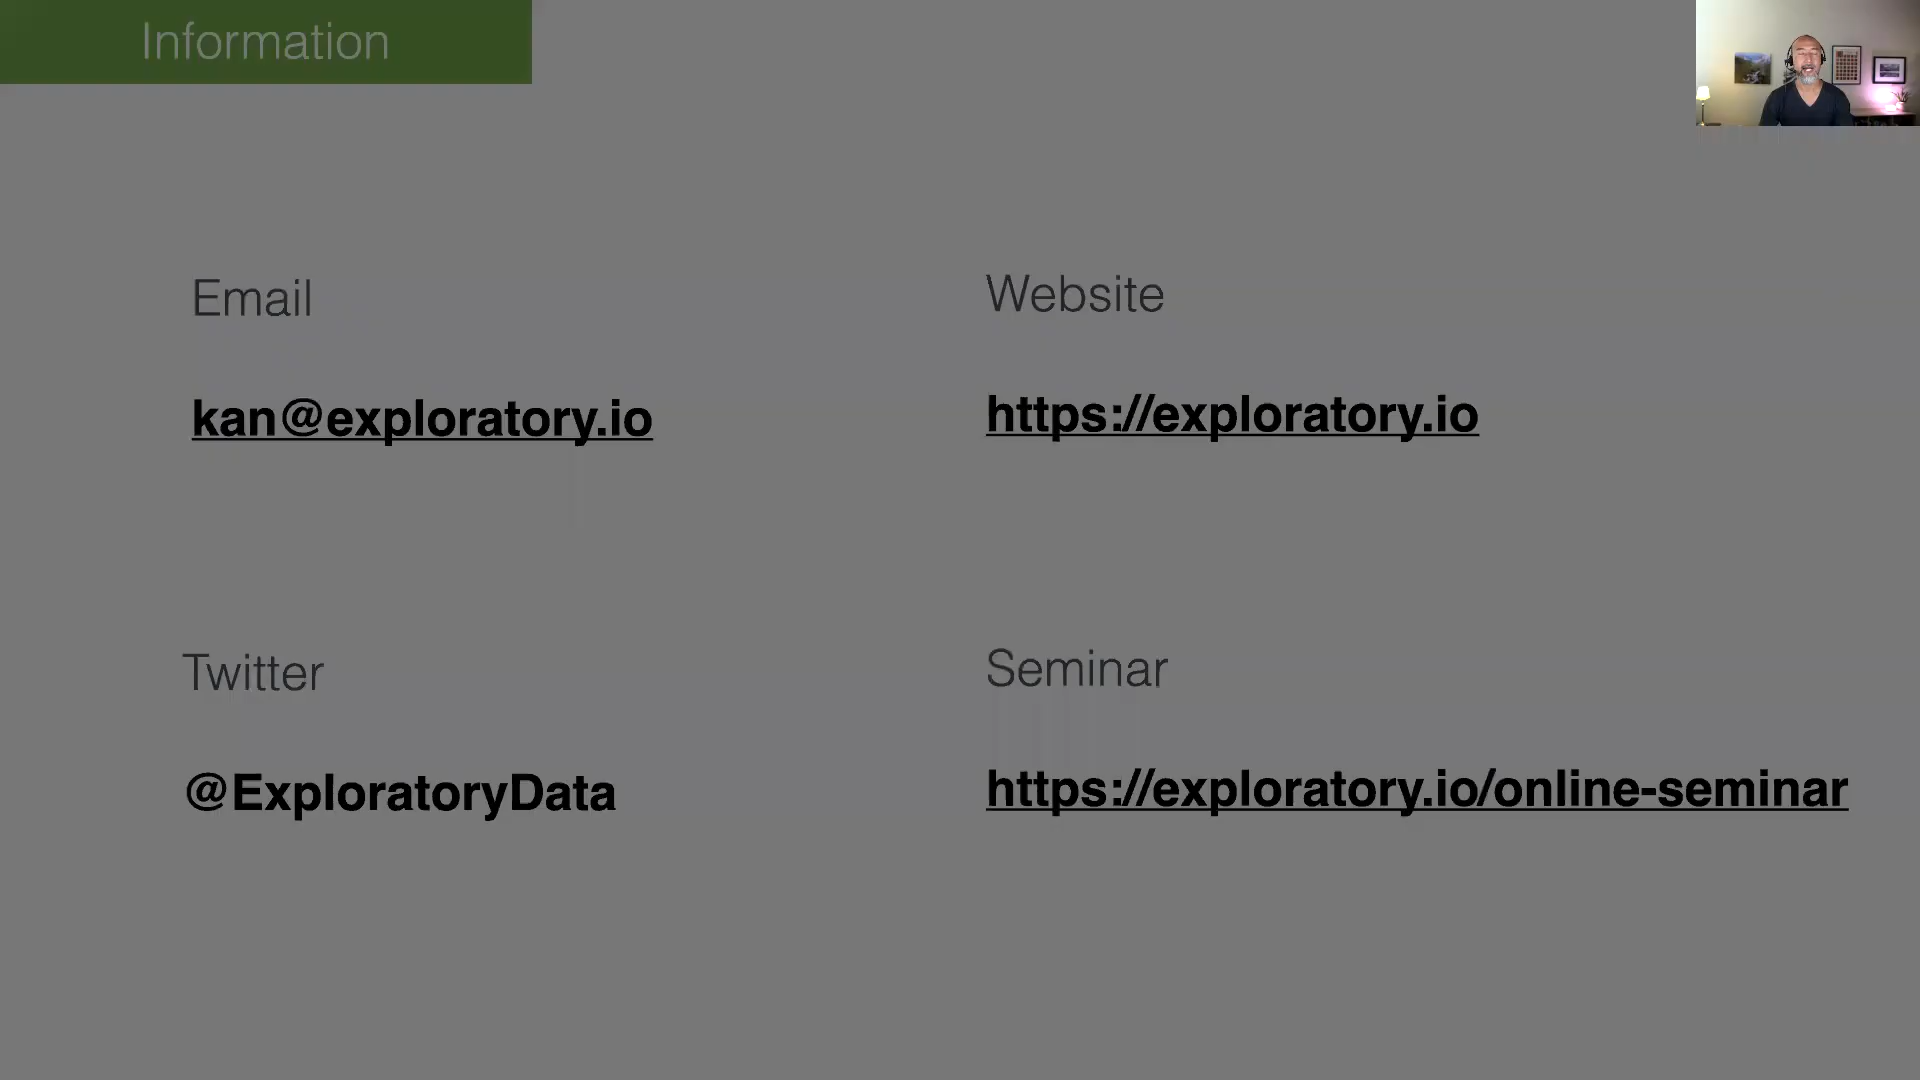 Information
Email
kan@exploratory.io
Website
https://exploratory.io
Twitter
@ExploratoryData
Seminar
https://exploratory.io/online-seminar